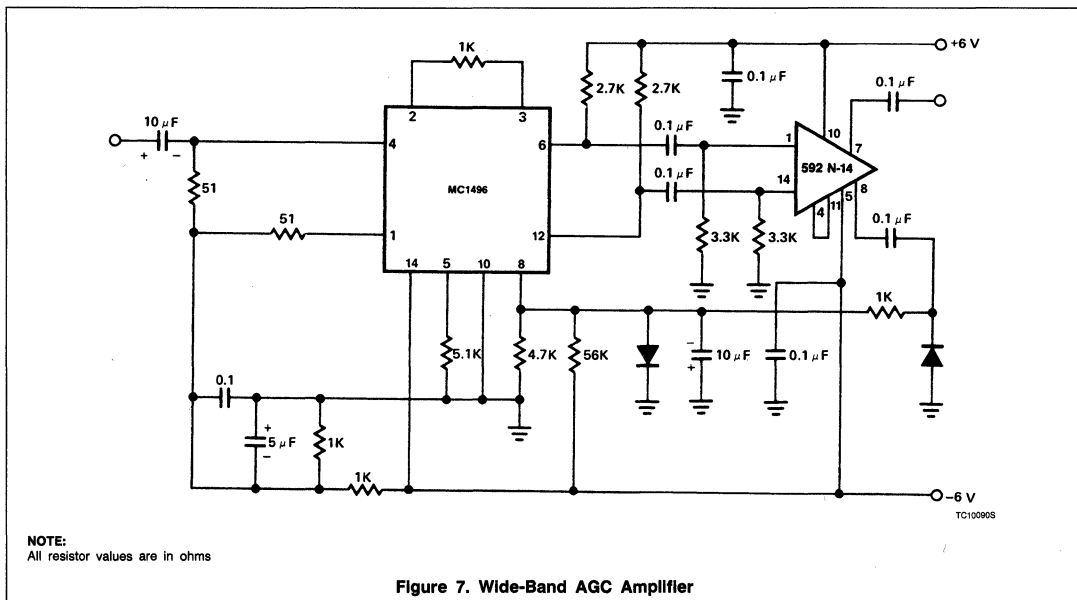 1K
+6 V
2 3
2.7K 2.7K 0.1 μF
0.1 μF
10 μF
+ −
4 6
0.1 μF
1 10 7
592 N-14
51
MC1496
0.1 μF
14 4 11 5 8
0.1 μF
51
1 12
3.3K 3.3K
14 5 10 8
1K
5.1K 4.7K 56K
−
+
10 μF 0.1 μF
0.1
+
5 μF
−
1K
1K
−6 V
TC10090S
NOTE:
All resistor values are in ohms
Figure 7. Wide-Band AGC Amplifier